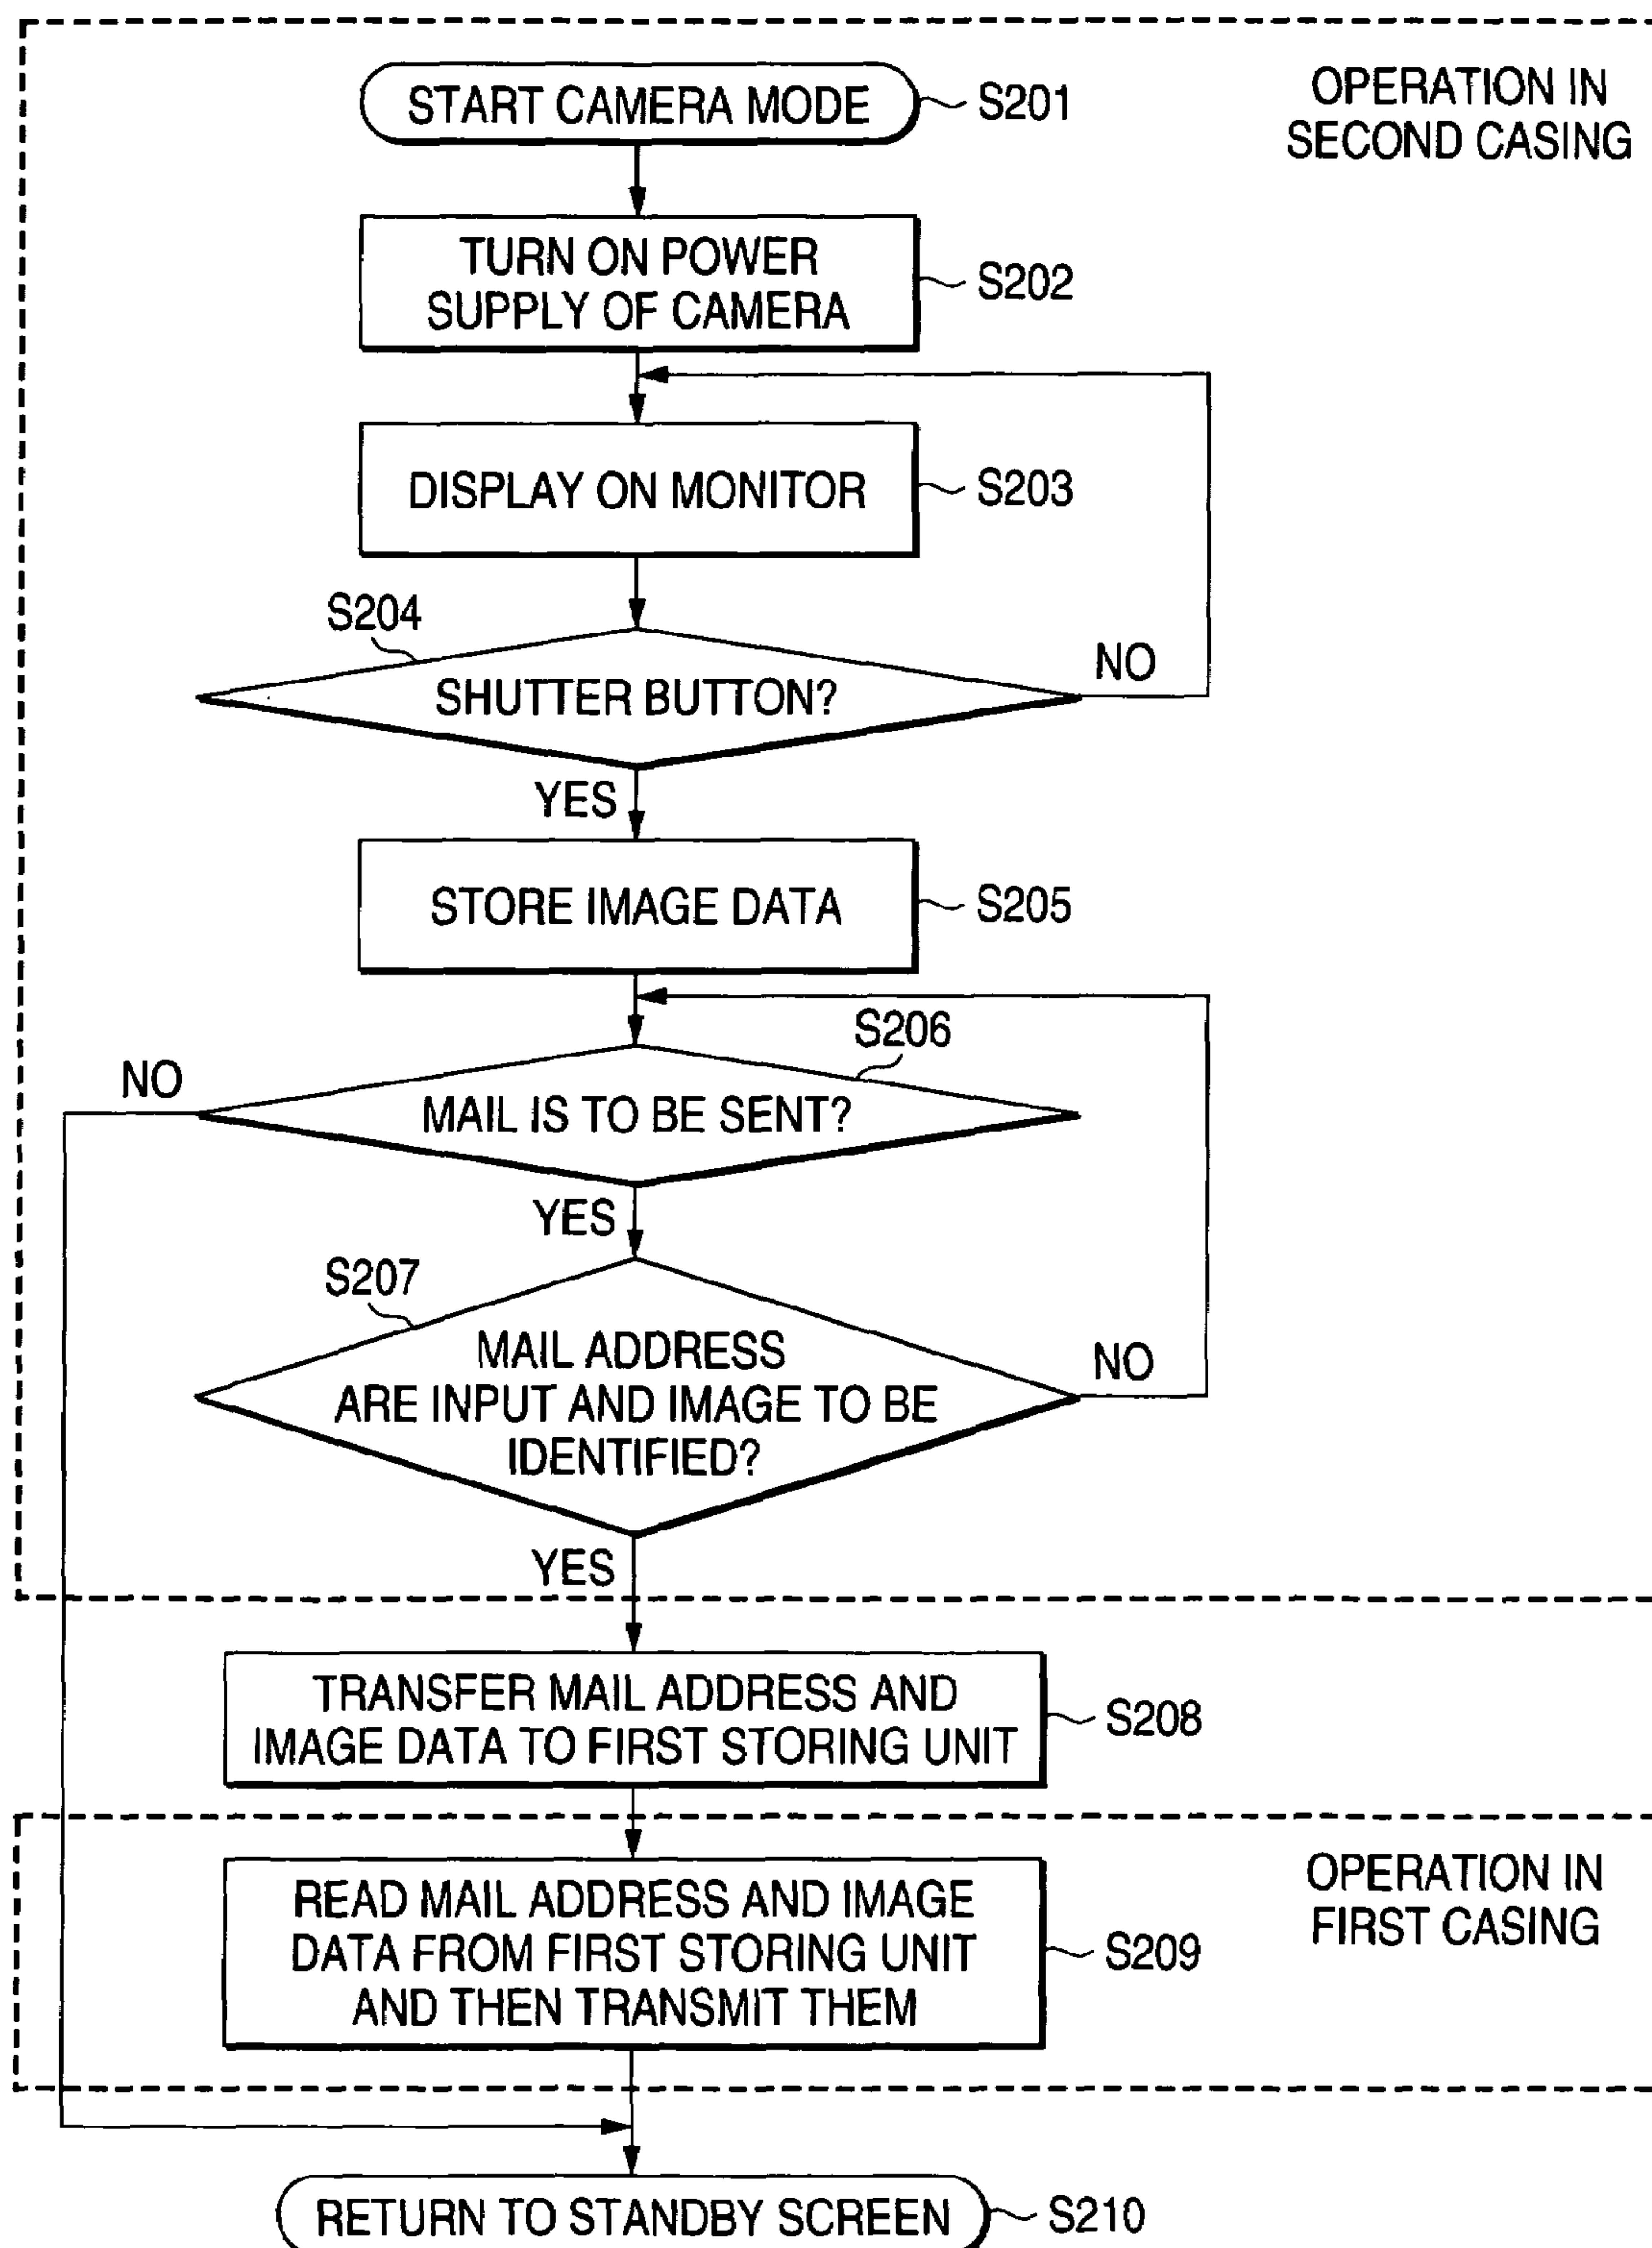 OPERATION IN
SECOND CASING
START CAMERA MODE
S201
TURN ON POWER
SUPPLY OF CAMERA
S202
DISPLAY ON MONITOR
S203
S204
SHUTTER BUTTON?
NO
YES
STORE IMAGE DATA
S205
S206
NO
MAIL IS TO BE SENT?
YES
S207
MAIL ADDRESS
ARE INPUT AND IMAGE TO BE
IDENTIFIED?
NO
YES
TRANSFER MAIL ADDRESS AND
IMAGE DATA TO FIRST STORING UNIT
S208
OPERATION IN
FIRST CASING
READ MAIL ADDRESS AND IMAGE
DATA FROM FIRST STORING UNIT
AND THEN TRANSMIT THEM
S209
RETURN TO STANDBY SCREEN
S210